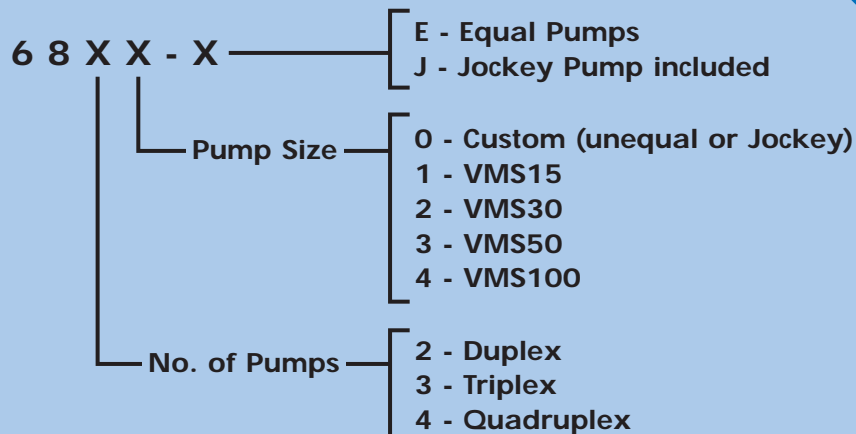 6 8 X X - X
E - Equal Pumps
J - Jockey Pump included
Pump Size
0 - Custom (unequal or Jockey)
1 - VMS15
2 - VMS30
3 - VMS50
4 - VMS100
No. of Pumps
2 - Duplex
3 - Triplex
4 - Quadruplex